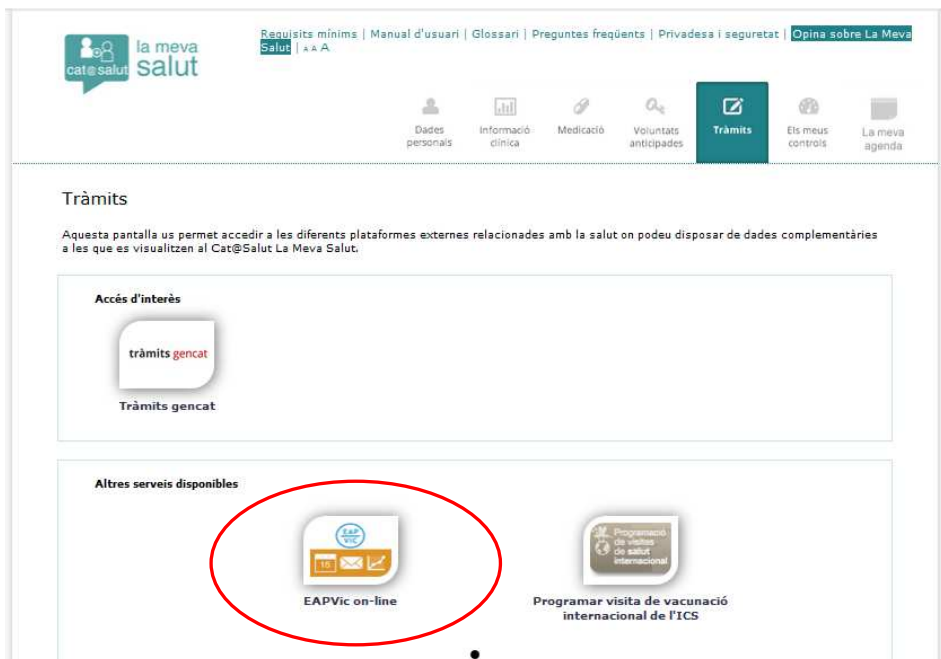 la meva
cat@salut salut
Requisits mínims | Manual d'usuari | Glossari | Preguntes freqüents | Privadesa i seguretat | Opina sobre La Meva
Salut | A A A
Dades
personals
Informació
clínica
Medicació
Voluntats
anticipades
Tràmits
Els meus
controls
La meva
agenda
Tràmits
Aquesta pantalla us permet accedir a les diferents plataformes externes relacionades amb la salut on podeu disposar de dades complementàries
a les que es visualitzen al Cat@Salut La Meva Salut.
Accés d'interès
tràmits gencat
Tràmits gencat
Altres serveis disponibles
EAP
VIC
15
EAPVic on-line
Programació
de visites
de salut
internacional
Programar visita de vacunació
internacional de l'ICS